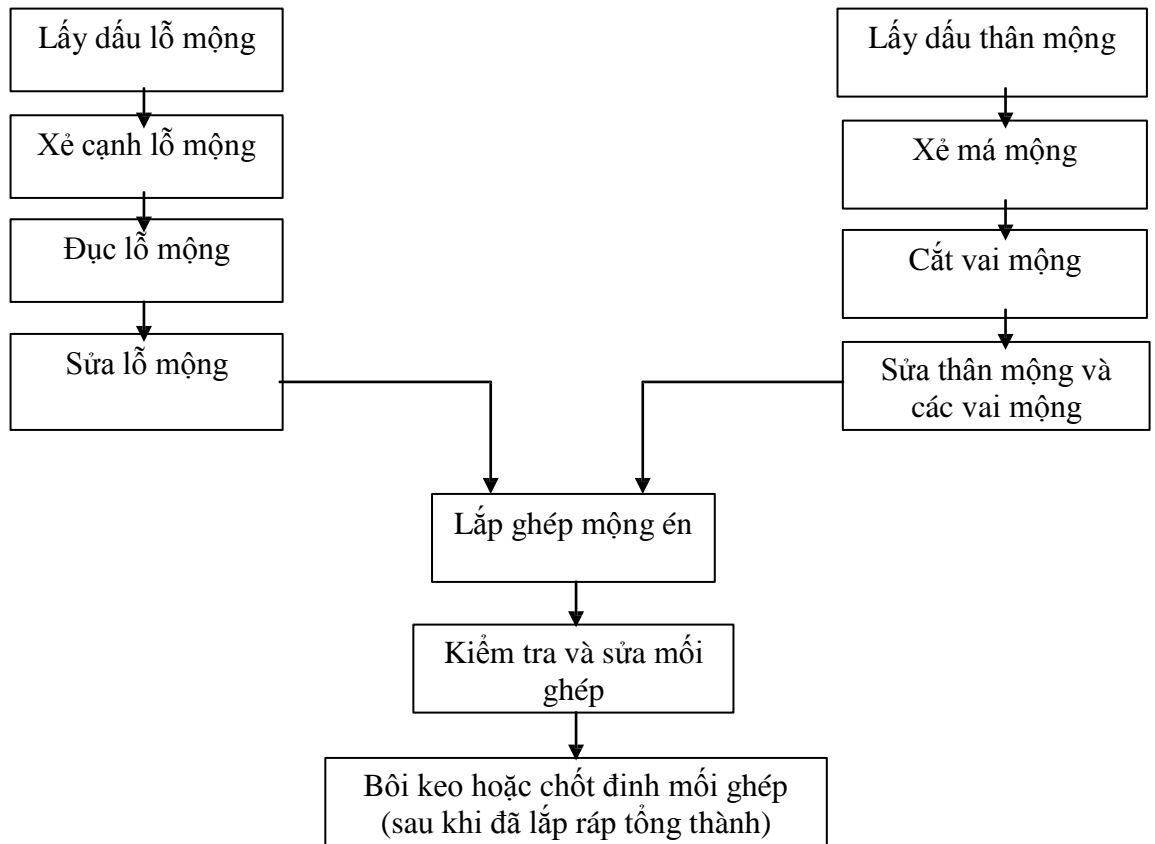 Lấy dấu lỗ mộng
Xẻ cạnh lỗ mộng
Đục lỗ mộng
Sửa lỗ mộng
Lấy dấu thân mộng
Xẻ má mộng
Cắt vai mộng
Sửa thân mộng và
các vai mộng
Lắp ghép mộng én
Kiểm tra và sửa mối
ghép
Bôi keo hoặc chốt đinh mối ghép
(sau khi đã lắp ráp tổng thành)